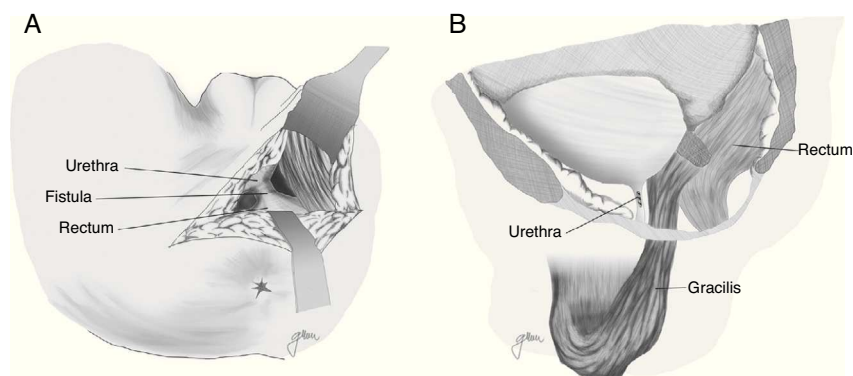 A
Urethra
Fistula
Rectum
B
Rectum
Urethra
Gracilis